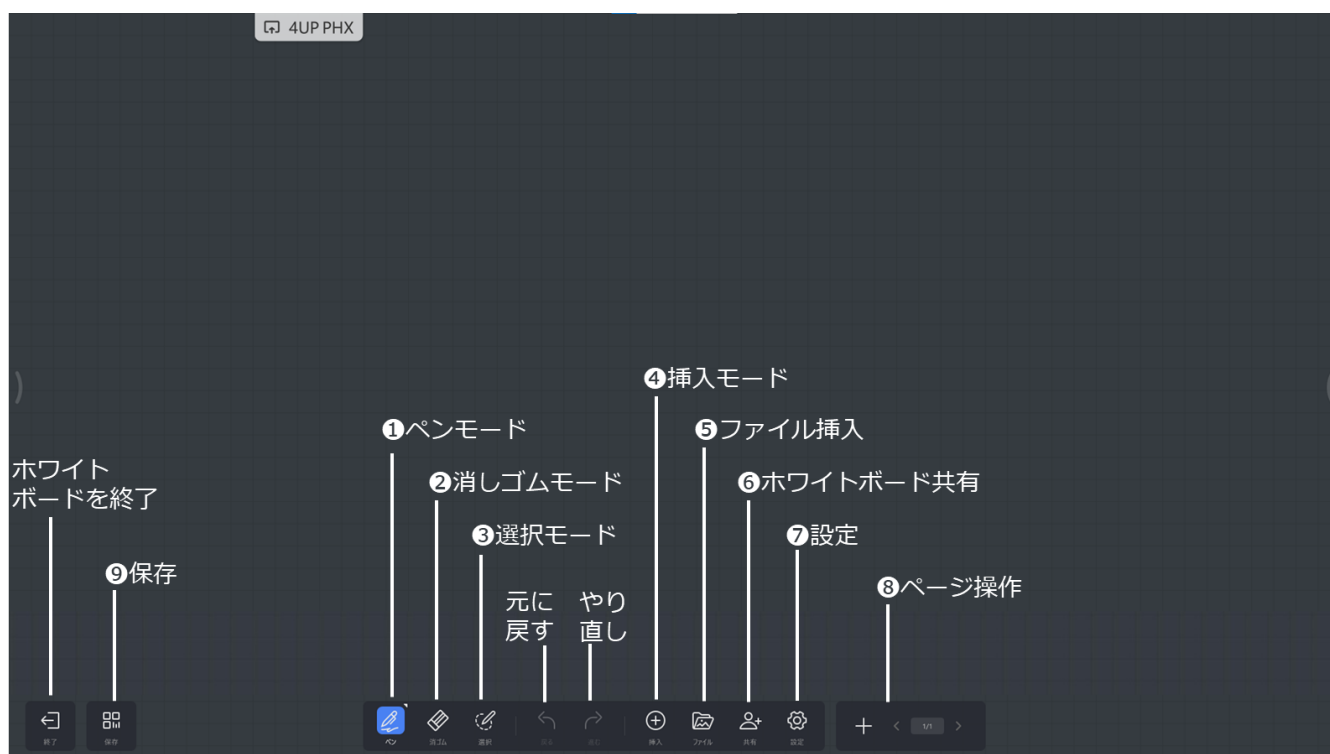 4UP PHX
❹挿入モード
❶ペンモード
❺ファイル挿入
ホワイト
ボードを終了
❷消しゴムモード
❻ホワイトボード共有
❸選択モード
❼設定
❾保存
❽ページ操作
元に
戻す
やり
直し
終了
保存
ペン
消ゴム
選択
戻る
進む
挿入
ファイル
共有
設定
1/1